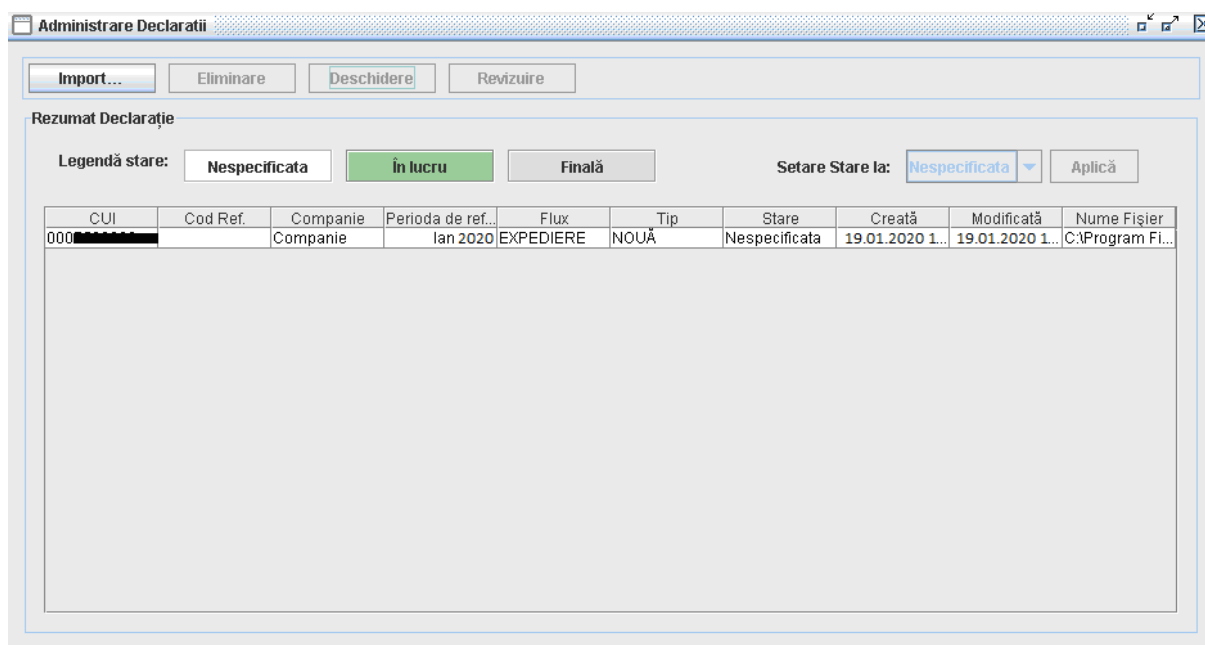 Administrare Declaratii
Import... Eliminare Deschidere Revizuire
Rezumat Declarație
Legendă stare: Nespecificata În lucru Finală Setare Stare la: Nespecificata Aplică
CUI Cod Ref. Companie Perioda de ref... Flux Tip Stare Creată Modificată Nume Fişier
000 Companie Ian 2020 EXPEDIERE NOUĂ Nespecificata 19.01.2020 1... 19.01.2020 1... C:\Program Fi...